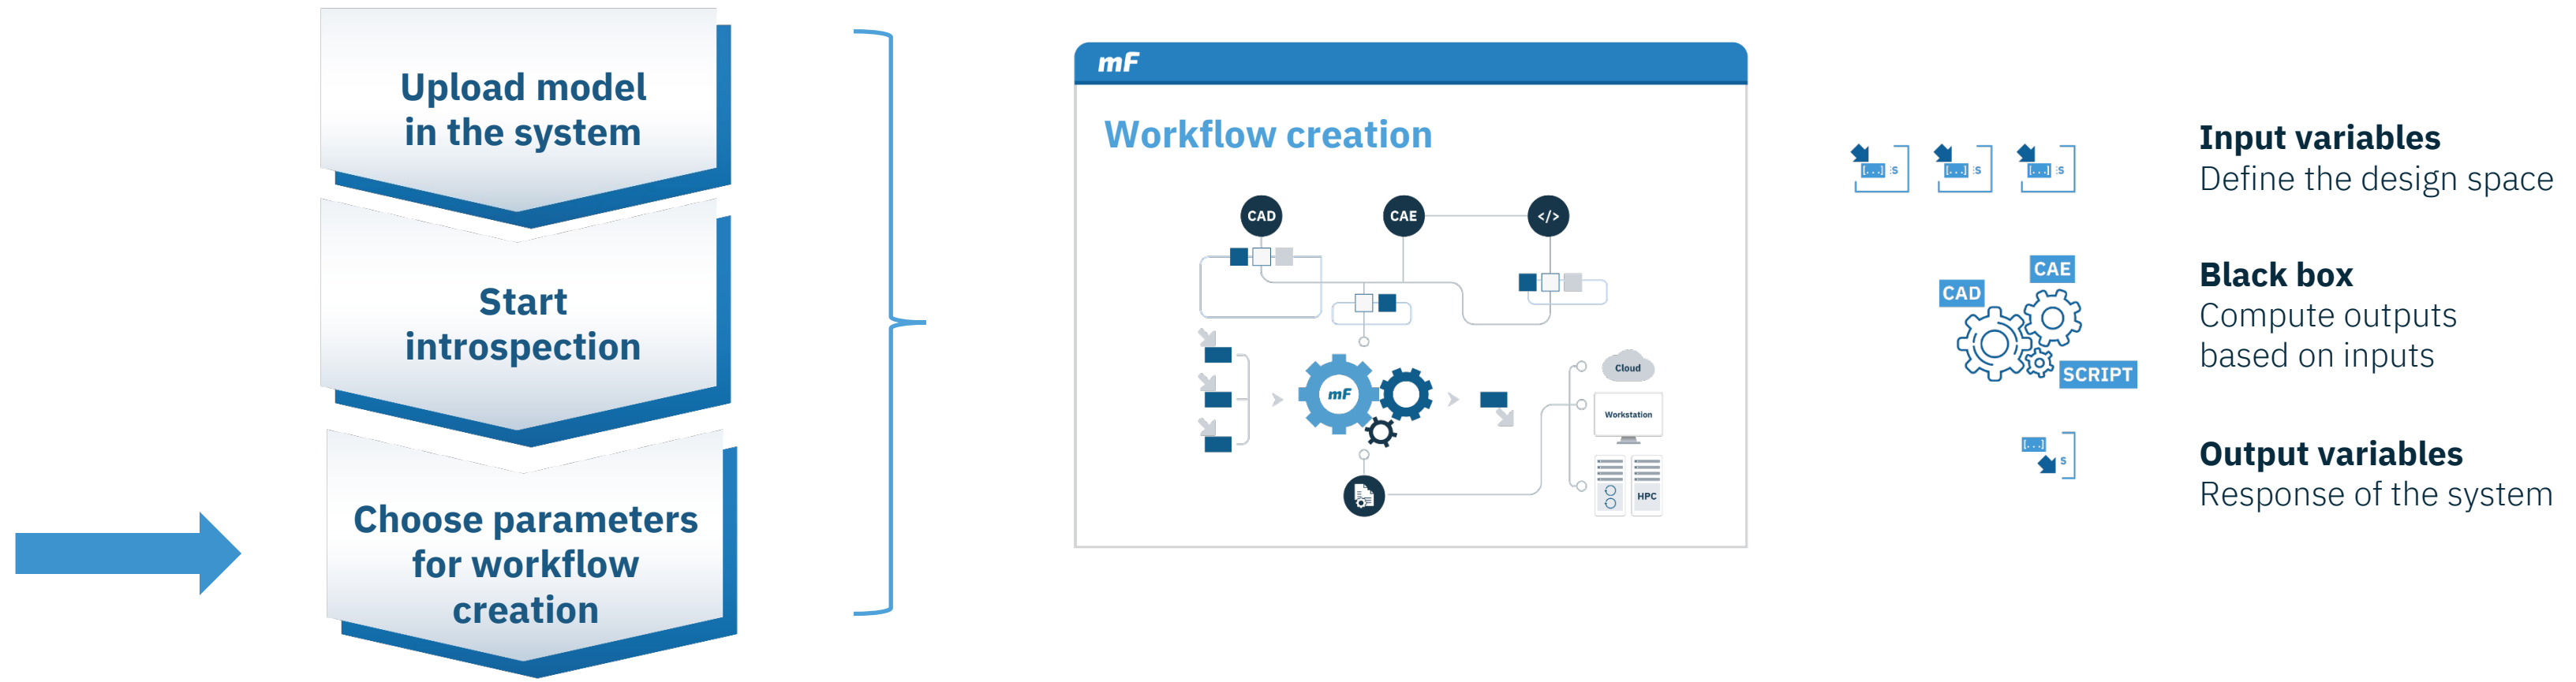 Upload model
in the system
Start
introspection
Choose parameters
for workflow
creation
mF
Workflow creation
CAD
CAE
</>
mF
Cloud
Workstation
HPC
[...] S
[...] S
[...] S
Input variables
Define the design space
CAE
CAD
SCRIPT
Black box
Compute outputs
based on inputs
[...]
S
Output variables
Response of the system